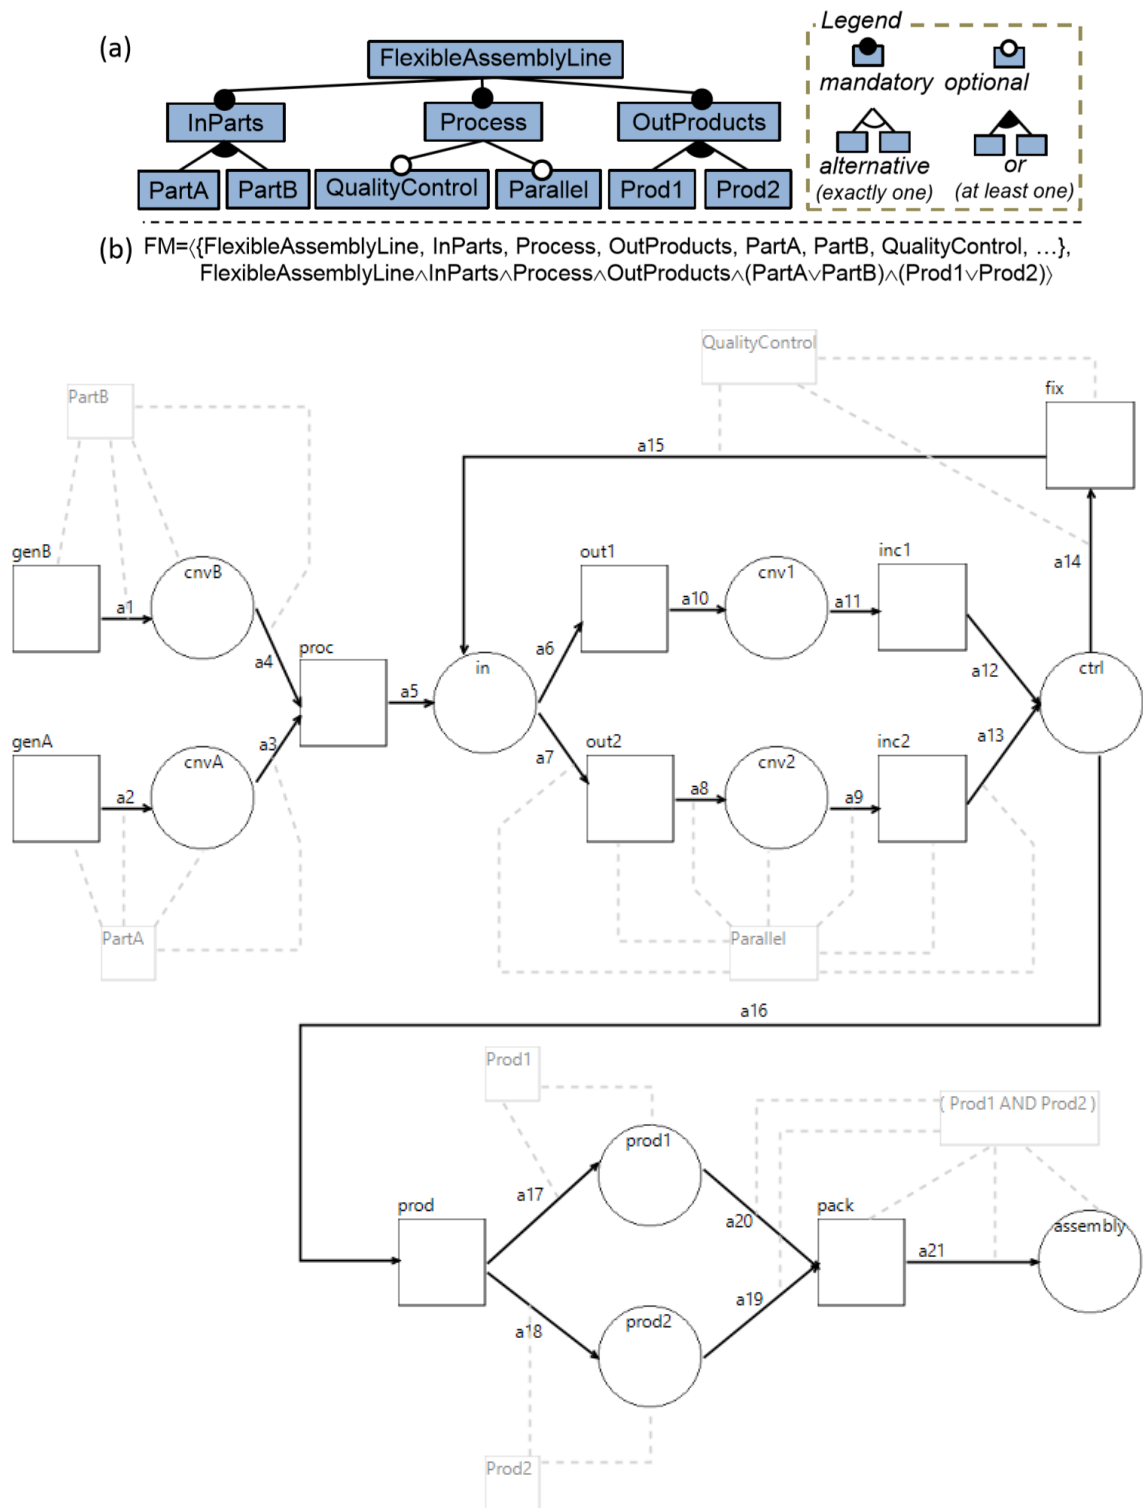 (a)
FlexibleAssemblyLine
InParts
Process
OutProducts
PartA
PartB
QualityControl
Parallel
Prod1
Prod2
Legend
mandatory
optional
alternative
(exactly one)
or
(at least one)
(b) FM=⟨{FlexibleAssemblyLine, InParts, Process, OutProducts, PartA, PartB, QualityControl, ...},
FlexibleAssemblyLine∧InParts∧Process∧OutProducts∧(PartA∨PartB)∧(Prod1∨Prod2)⟩
QualityControl
PartB
fix
a15
genB
cnvB
out1
cnv1
inc1
a14
a1
a10
a11
a4
proc
a6
in
a12
ctrl
a5
a3
a7
a13
genA
cnvA
out2
cnv2
inc2
a2
a8
a9
PartA
Parallel
a16
Prod1
( Prod1 AND Prod2 )
prod1
a17
prod
a20
pack
assembly
a21
a19
a18
prod2
Prod2